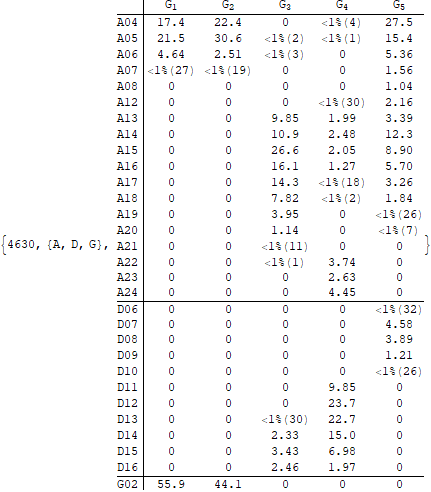 G1 G2 G3 G4 G5
A04 17.4 22.4 0 <1%(4) 27.5
A05 21.5 30.6 <1%(2) <1%(1) 15.4
A06 4.64 2.51 <1%(3) 0 5.36
A07 <1%(27) <1%(19) 0 0 1.56
A08 0 0 0 0 1.04
A12 0 0 0 <1%(30) 2.16
A13 0 0 9.85 1.99 3.39
A14 0 0 10.9 2.48 12.3
A15 0 0 26.6 2.05 8.90
A16 0 0 16.1 1.27 5.70
A17 0 0 14.3 <1%(18) 3.26
A18 0 0 7.82 <1%(2) 1.84
A19 0 0 3.95 0 <1%(26)
A20 0 0 1.14 0 <1%(7)
{4630, {A, D, G}, A21 0 0 <1%(11) 0 0 }
A22 0 0 <1%(1) 3.74 0
A23 0 0 0 2.63 0
A24 0 0 0 4.45 0
D06 0 0 0 0 <1%(32)
D07 0 0 0 0 4.58
D08 0 0 0 0 3.89
D09 0 0 0 0 1.21
D10 0 0 0 0 <1%(26)
D11 0 0 0 9.85 0
D12 0 0 0 23.7 0
D13 0 0 <1%(30) 22.7 0
D14 0 0 2.33 15.0 0
D15 0 0 3.43 6.98 0
D16 0 0 2.46 1.97 0
G02 55.9 44.1 0 0 0